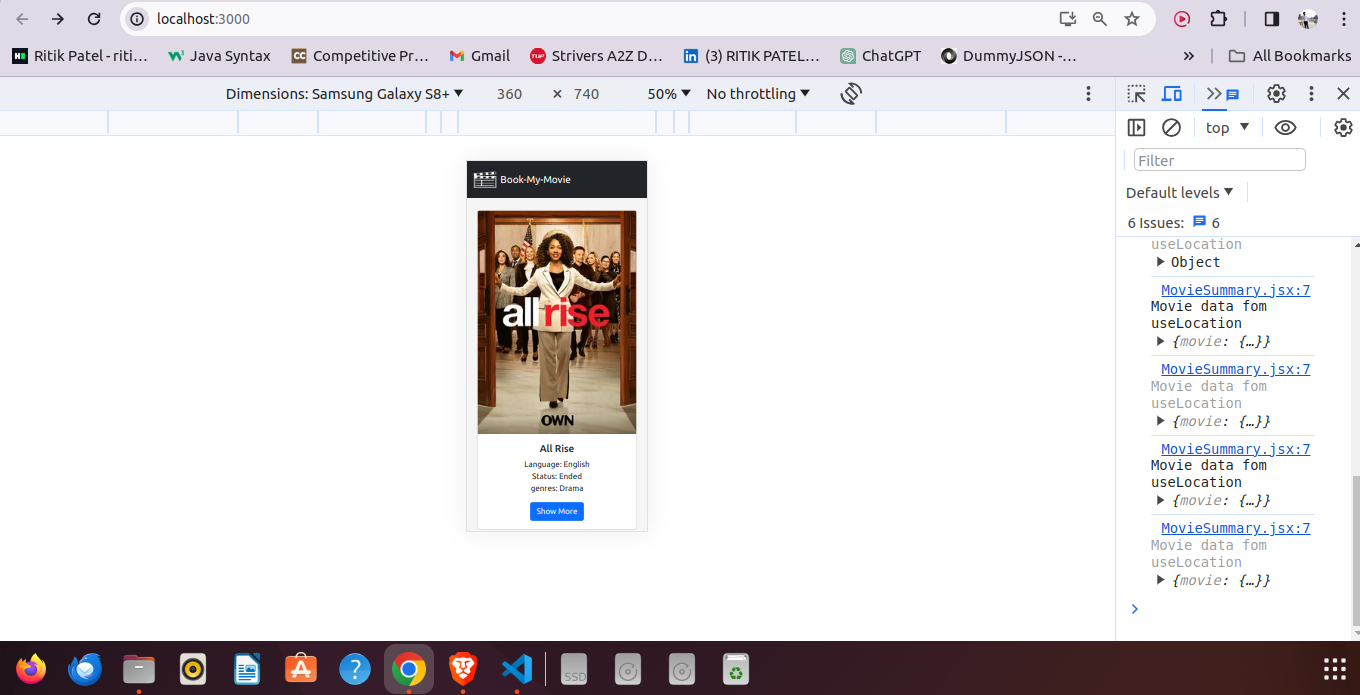 localhost:3000
Ritik Patel - riti...
Java Syntax
CC
Competitive Pr...
Gmail
TUF
Strivers A2Z D...
in
(3) RITIK PATEL...
ChatGPT
DummyJSON -...
»
All Bookmarks
Dimensions: Samsung Galaxy S8+
360
×
740
50%
No throttling
top
Filter
Default levels
6 Issues:
6
Book-My-Movie
all rise
OWN
All Rise
Language: English
Status: Ended
genres: Drama
Show More
useLocation
Object
MovieSummary.jsx:7
Movie data fom
useLocation
{movie: {…}}
MovieSummary.jsx:7
Movie data fom
useLocation
{movie: {…}}
MovieSummary.jsx:7
Movie data fom
useLocation
{movie: {…}}
MovieSummary.jsx:7
Movie data fom
useLocation
{movie: {…}}
?
SSD